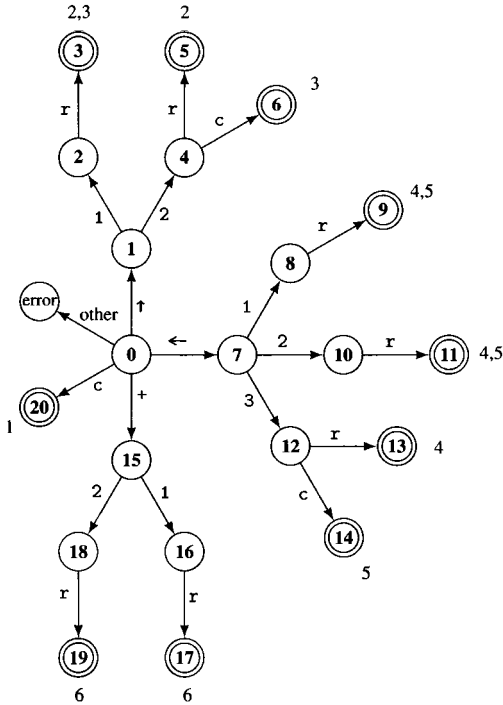 2,3 2
3 5 3
6
r r c
2 4 4,5
9
1 2 r
1 8
error other ↑ 1
0 ← 7 2 10 r 11 4,5
c + 3
20
1
15 12 r 13 4
2 1 c
18 16 14
r r 5
19 17
6 6